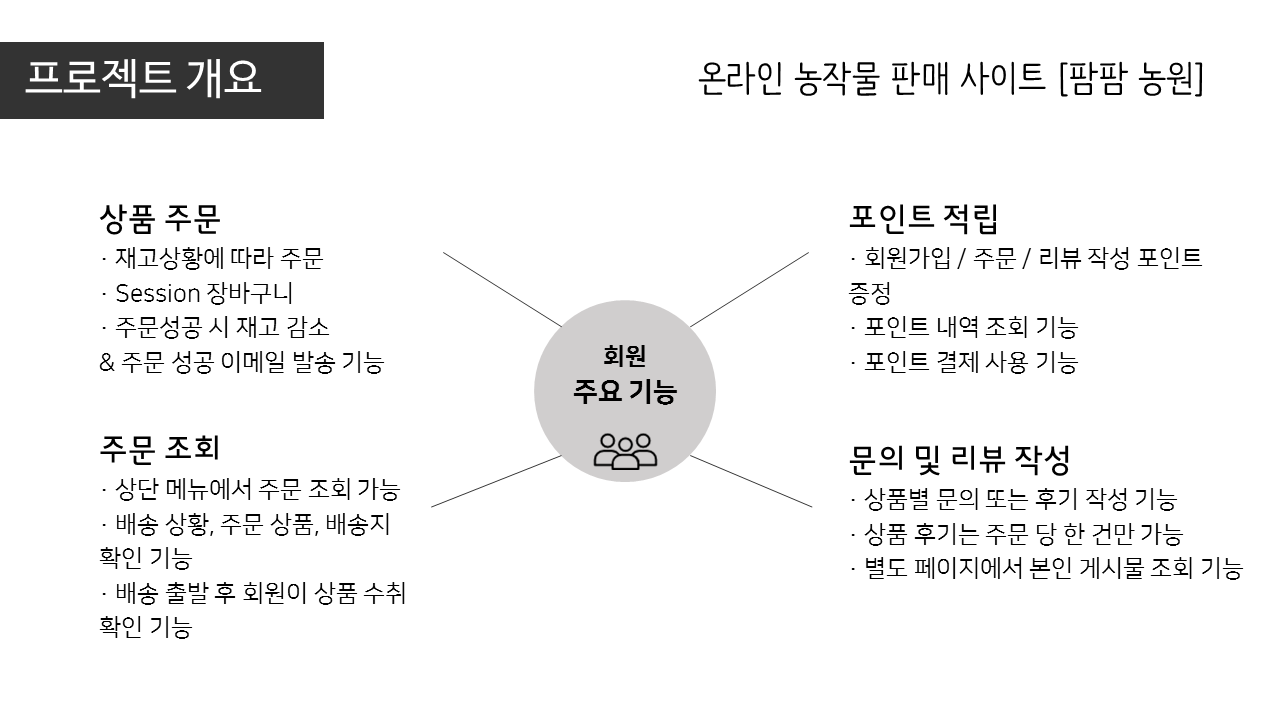 프로젝트 개요
온라인 농작물 판매 사이트 [팜팜 농원]
상품 주문
· 재고상황에 따라 주문
· Session 장바구니
· 주문성공 시 재고 감소
& 주문 성공 이메일 발송 기능
포인트 적립
· 회원가입 / 주문 / 리뷰 작성 포인트
증정
· 포인트 내역 조회 기능
· 포인트 결제 사용 기능
회원
주요 기능
주문 조회
· 상단 메뉴에서 주문 조회 가능
· 배송 상황, 주문 상품, 배송지
확인 기능
· 배송 출발 후 회원이 상품 수취
확인 기능
문의 및 리뷰 작성
· 상품별 문의 또는 후기 작성 기능
· 상품 후기는 주문 당 한 건만 가능
· 별도 페이지에서 본인 게시물 조회 기능